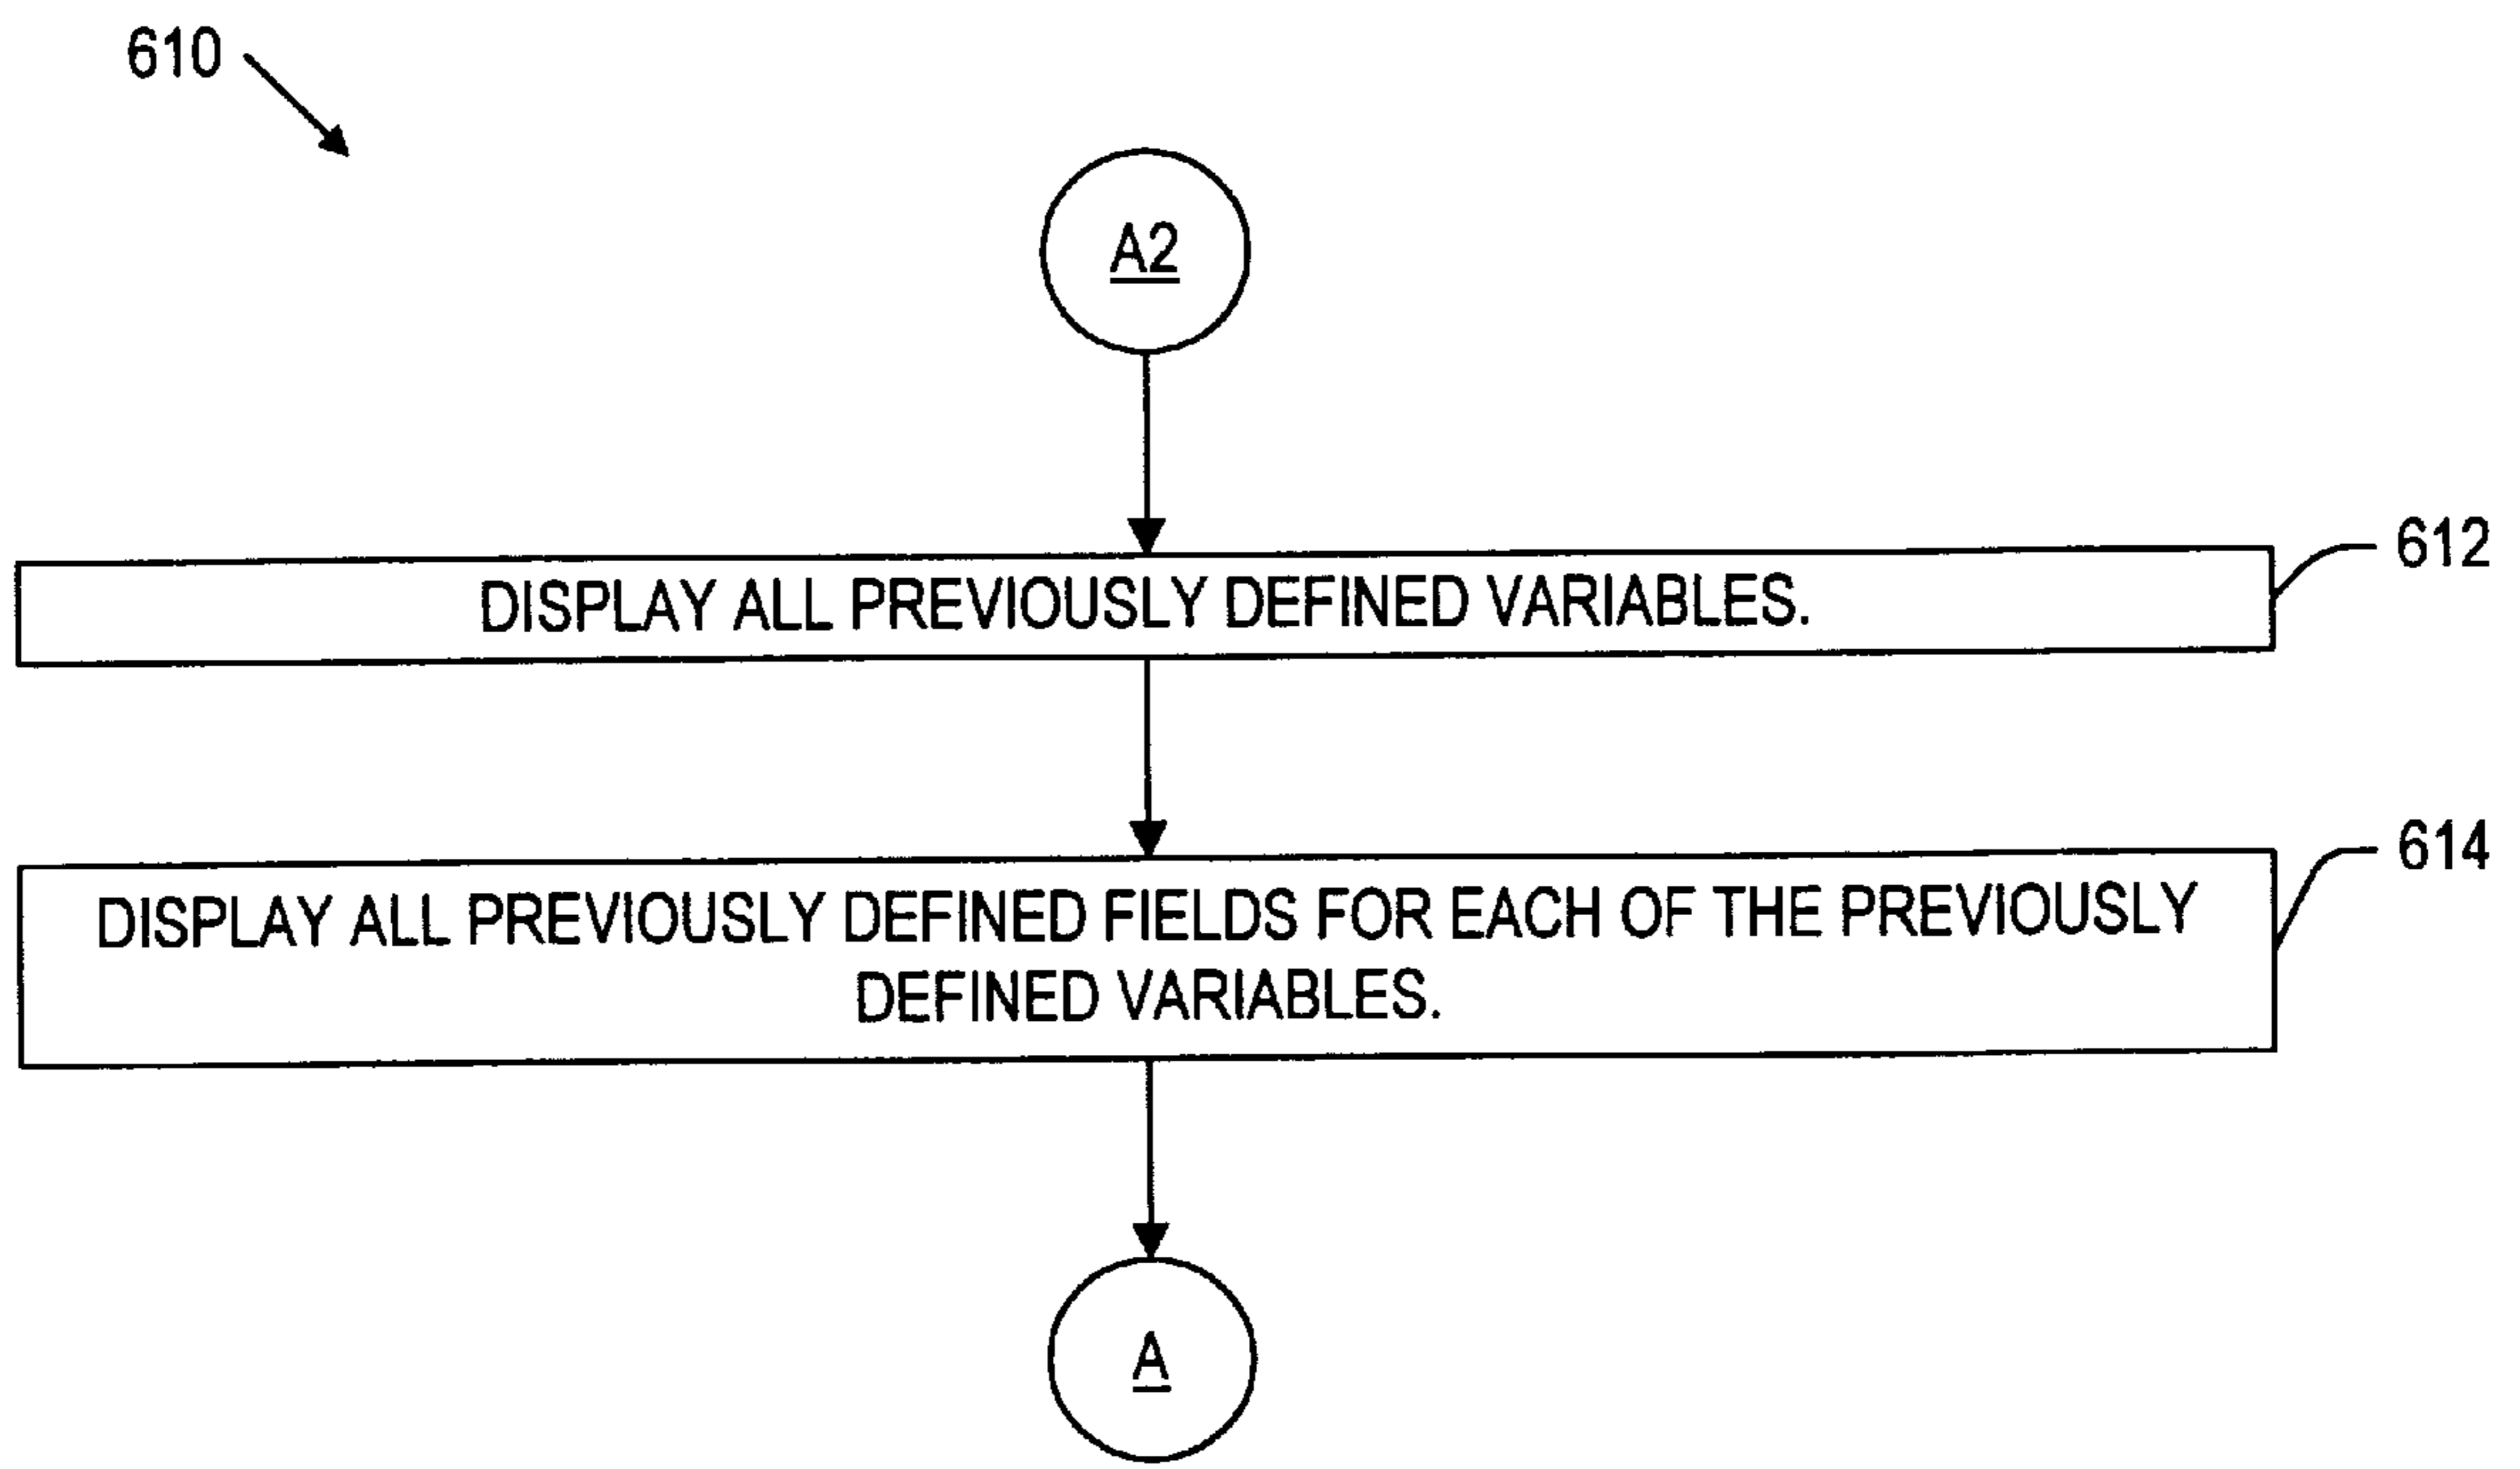 610
A2
612
DISPLAY ALL PREVIOUSLY DEFINED VARIABLES.
614
DISPLAY ALL PREVIOUSLY DEFINED FIELDS FOR EACH OF THE PREVIOUSLY
DEFINED VARIABLES.
A